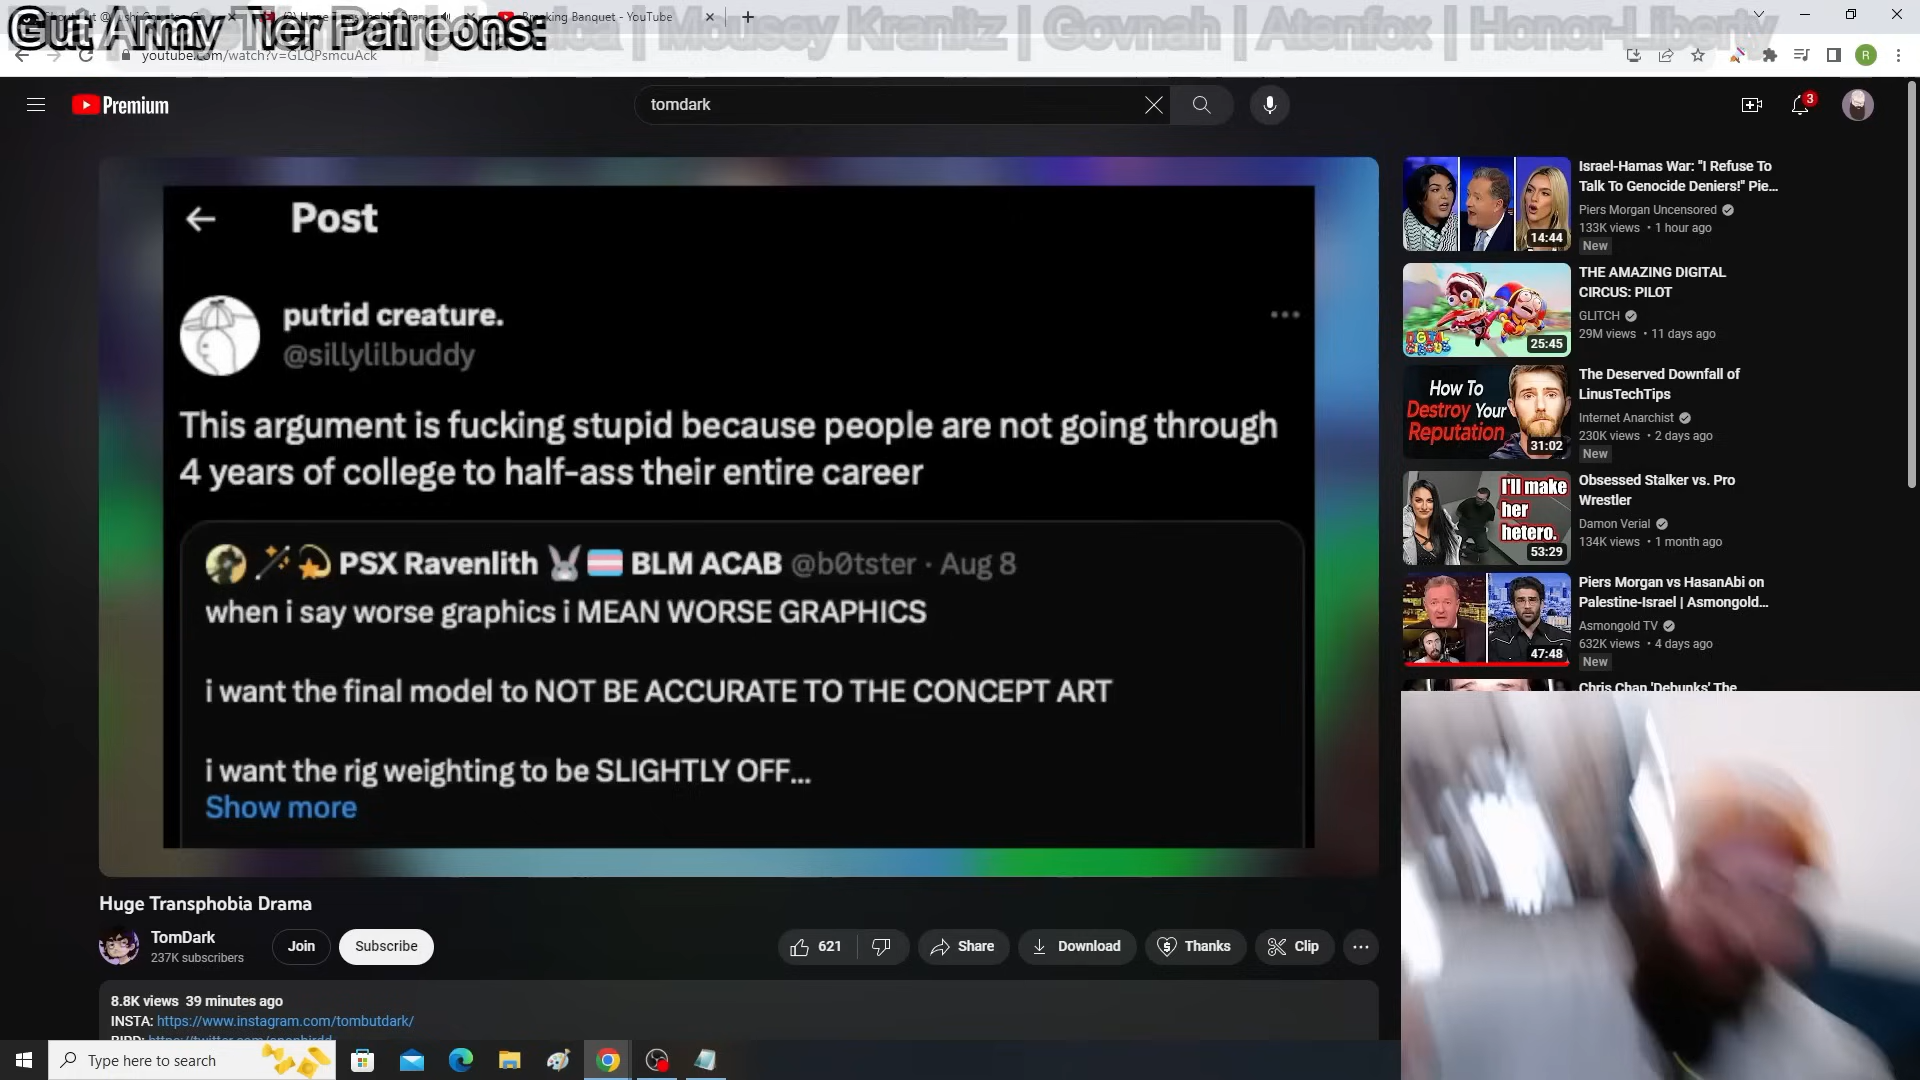 Gut Army Tier Patreons:
| Gowach | Atenfox | Honor-Liberty
Breaking Banquet - YouTube
youtube.com/watch?v=GLQPsmcuAck
R
Premium
tomdark
3
Post
putrid creature.
@sillylilbuddy
This argument is fucking stupid because people are not going through
4 years of college to half-ass their entire career
PSX Ravenlith BLM ACAB @b0tster · Aug 8
when i say worse graphics i MEAN WORSE GRAPHICS
i want the final model to NOT BE ACCURATE TO THE CONCEPT ART
i want the rig weighting to be SLIGHTLY OFF...
Show more
Huge Transphobia Drama
TomDark
237K subscribers
Join
Subscribe
621
Share
Download
Thanks
Clip
8.8K views 39 minutes ago
INSTA: https://www.instagram.com/tombutdark/
14:44
Israel-Hamas War: "I Refuse To
Talk To Genocide Deniers!" Pie...
Piers Morgan Uncensored
133K views • 1 hour ago
New
DIGITAL
CIRCUS
25:45
THE AMAZING DIGITAL
CIRCUS: PILOT
GLITCH
29M views • 11 days ago
How To
Destroy Your
Reputation
31:02
The Deserved Downfall of
LinusTechTips
Internet Anarchist
230K views • 2 days ago
New
I'll make
her
hetero.
53:29
Obsessed Stalker vs. Pro
Wrestler
Damon Verial
134K views • 1 month ago
47:48
Piers Morgan vs HasanAbi on
Palestine-Israel | Asmongold...
Asmongold TV
632K views • 4 days ago
New
Chris Chan 'Debunks' The
Type here to search